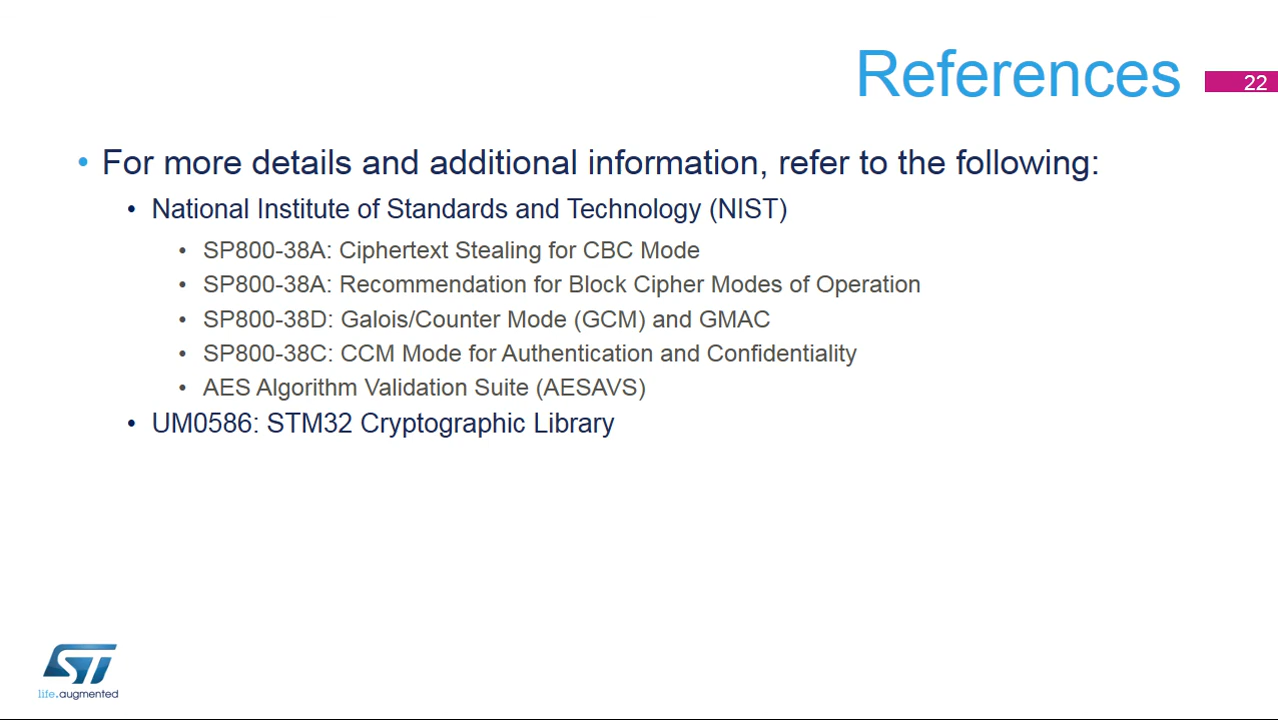 References
22
• For more details and additional information, refer to the following:
• National Institute of Standards and Technology (NIST)
• SP800-38A: Ciphertext Stealing for CBC Mode
• SP800-38A: Recommendation for Block Cipher Modes of Operation
• SP800-38D: Galois/Counter Mode (GCM) and GMAC
• SP800-38C: CCM Mode for Authentication and Confidentiality
• AES Algorithm Validation Suite (AESAVS)
• UM0586: STM32 Cryptographic Library
ST
life.augmented